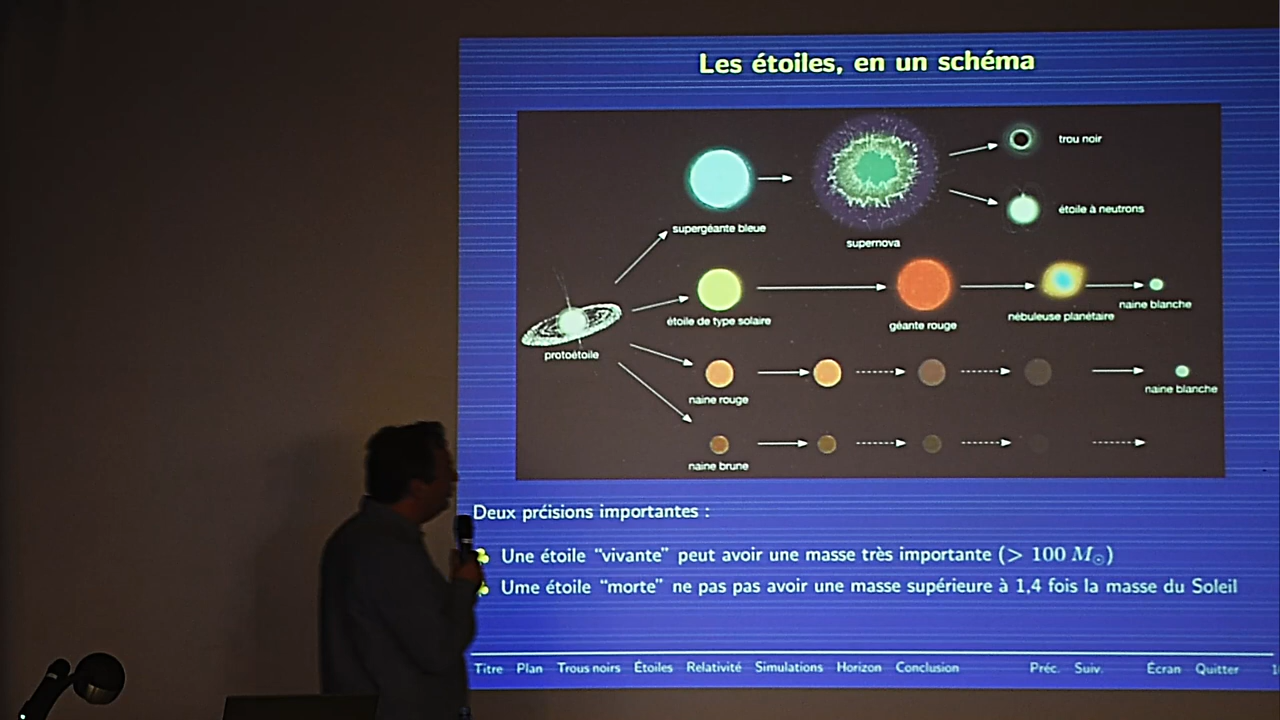 Les étoiles, en un schéma
trou noir
étoile à neutrons
supergéante bleue
supernova
naine blanche
nébuleuse planétaire
étoile de type solaire
géante rouge
protoétoile
naine blanche
naine rouge
naine brune
Deux prćisions importantes :
Une étoile “vivante” peut avoir une masse très importante (> 100 M☉)
Ume étoile “morte” ne pas pas avoir une masse supérieure à 1,4 fois la masse du Soleil
Titre Plan Trous noirs Étoiles Relativité Simulations Horizon Conclusion Préc. Suiv. Écran Quitter